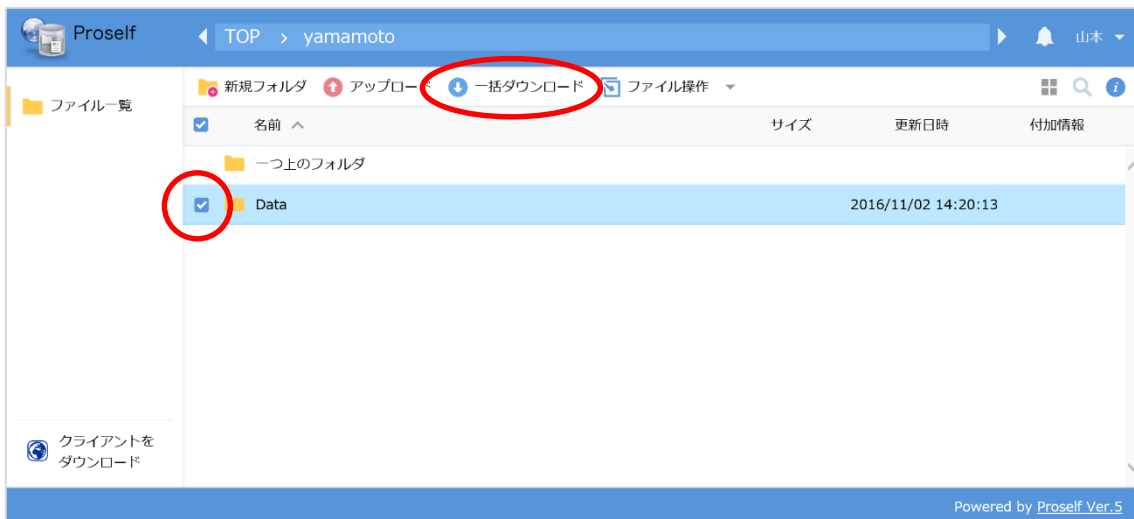 Proself
TOP > yamamoto
山本
新規フォルダ アップロード 一括ダウンロード ファイル操作
ファイル一覧
名前 サイズ 更新日時 付加情報
一つ上のフォルダ
Data 2016/11/02 14:20:13
クライアントを
ダウンロード
Powered by Proself Ver.5